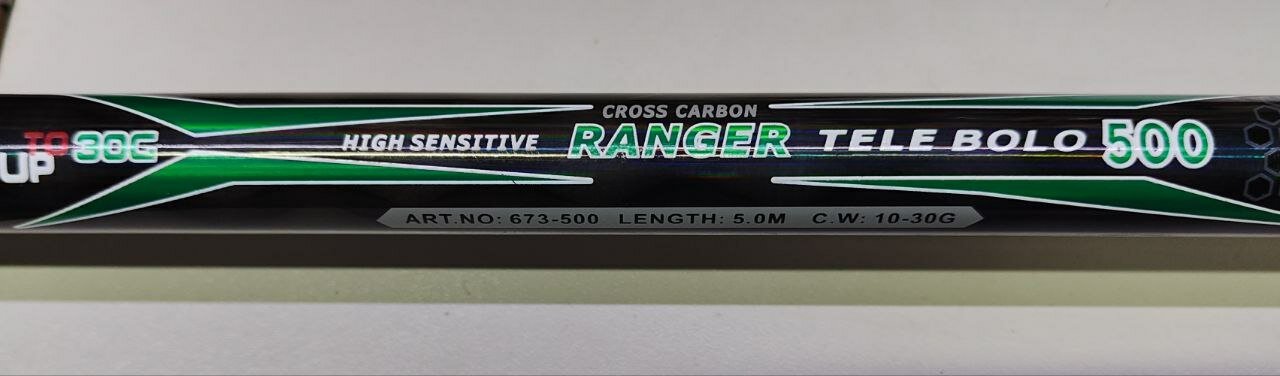 UP TO 30G
HIGH SENSITIVE
CROSS CARBON
RANGER TELE BOLO 500
ART.NO: 673-500 LENGTH: 5.0M C.W: 10-30G